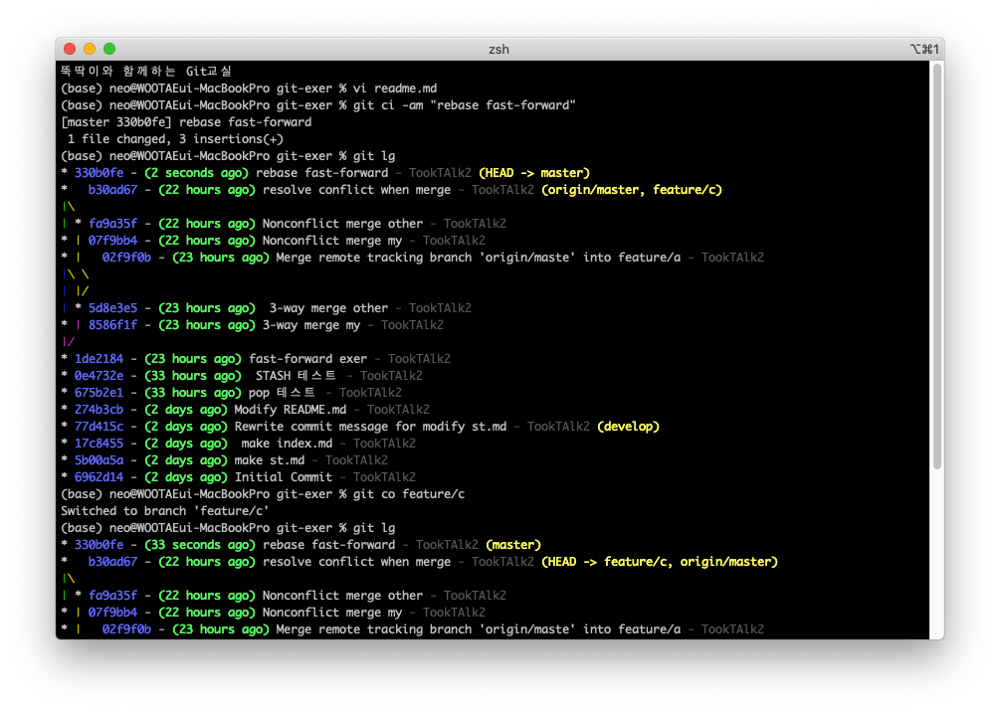 zsh
⌥⌘1
뚝딱이와 함께하는 Git교실
(base) neo@WOOTAEui-MacBookPro git-exer % vi readme.md
(base) neo@WOOTAEui-MacBookPro git-exer % git ci -am "rebase fast-forward"
[master 330b0fe] rebase fast-forward
 1 file changed, 3 insertions(+)
(base) neo@WOOTAEui-MacBookPro git-exer % git lg
* 330b0fe - (2 seconds ago) rebase fast-forward - TookTAlk2 (HEAD -> master)
*   b30ad67 - (22 hours ago) resolve conflict when merge - TookTAlk2 (origin/master, feature/c)
|\
| * fa9a35f - (22 hours ago) Nonconflict merge other - TookTAlk2
* | 07f9bb4 - (22 hours ago) Nonconflict merge my - TookTAlk2
* |   02f9f0b - (23 hours ago) Merge remote tracking branch 'origin/maste' into feature/a - TookTAlk2
|\ \
| |/
| * 5d8e3e5 - (23 hours ago)  3-way merge other - TookTAlk2
* | 8586f1f - (23 hours ago) 3-way merge my - TookTAlk2
|/
* 1de2184 - (23 hours ago) fast-forward exer - TookTAlk2
* 0e4732e - (33 hours ago)  STASH 테스트 - TookTAlk2
* 675b2e1 - (33 hours ago) pop 테스트 - TookTAlk2
* 274b3cb - (2 days ago) Modify README.md - TookTAlk2
* 77d415c - (2 days ago) Rewrite commit message for modify st.md - TookTAlk2 (develop)
* 17c8455 - (2 days ago)  make index.md - TookTAlk2
* 5b00a5a - (2 days ago) make st.md - TookTAlk2
* 6962d14 - (2 days ago) Initial Commit - TookTAlk2
(base) neo@WOOTAEui-MacBookPro git-exer % git co feature/c
Switched to branch 'feature/c'
(base) neo@WOOTAEui-MacBookPro git-exer % git lg
* 330b0fe - (33 seconds ago) rebase fast-forward - TookTAlk2 (master)
*   b30ad67 - (22 hours ago) resolve conflict when merge - TookTAlk2 (HEAD -> feature/c, origin/master)
|\
| * fa9a35f - (22 hours ago) Nonconflict merge other - TookTAlk2
* | 07f9bb4 - (22 hours ago) Nonconflict merge my - TookTAlk2
* |   02f9f0b - (23 hours ago) Merge remote tracking branch 'origin/maste' into feature/a - TookTAlk2